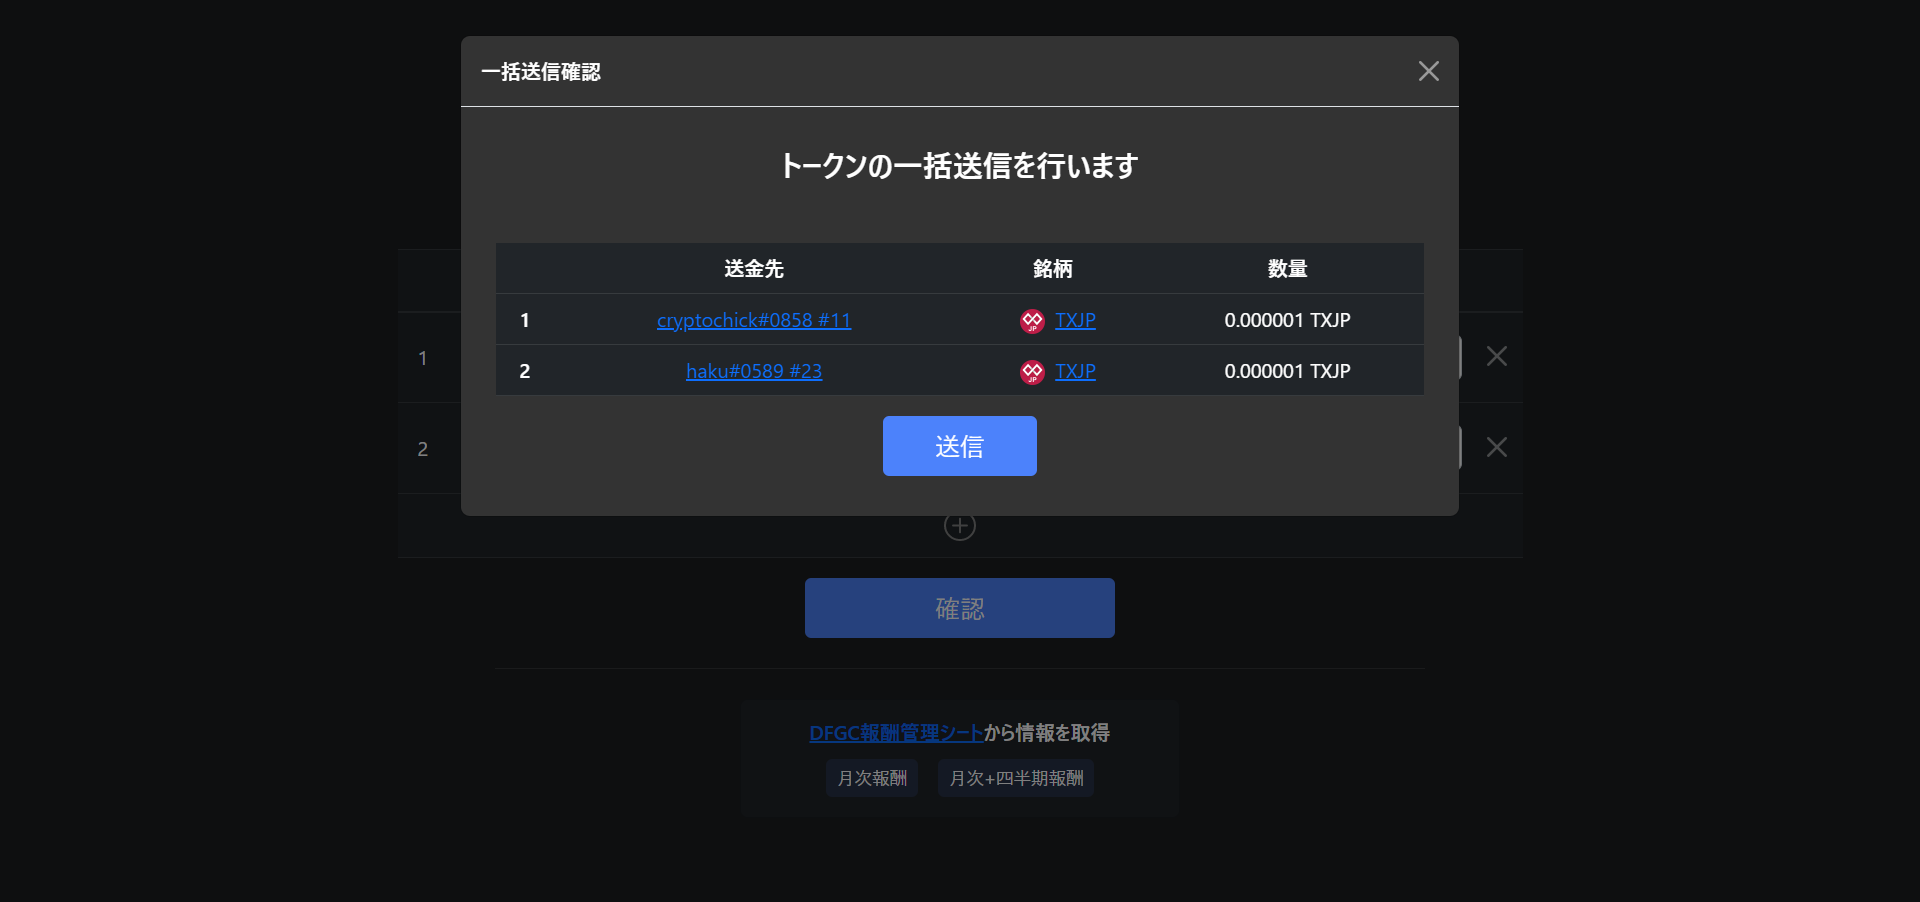 一括送信確認
トークンの一括送信を行います
送金先 銘柄 数量
1 cryptochick#0858 #11 JP TXJP 0.000001 TXJP
2 haku#0589 #23 JP TXJP 0.000001 TXJP
送信
1
2
確認
DFGC報酬管理シートから情報を取得
月次報酬 月次+四半期報酬